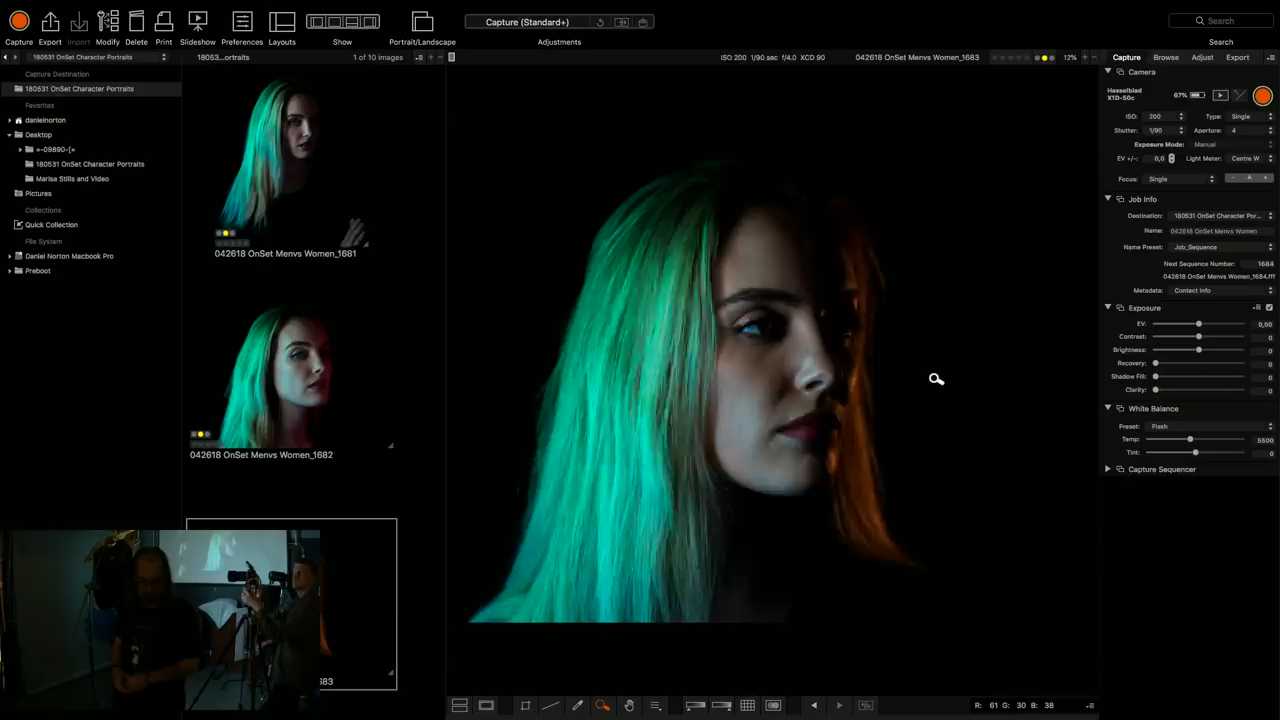 Capture Export Import Modify Delete Print Slideshow Preferences Layouts Show Portrait/Landscape
Capture (Standard+)
Adjustments
Search
Search
180531 OnSet Character Portraits
18053...ortraits
1 of 10 images
ISO 200 1/90 sec f/4.0 XCD 90
042618 OnSet Menvs Women_1683
12%
Capture Browse Adjust Export
Capture Destination
180531 OnSet Character Portraits
Favorites
danielnorton
Desktop
180531 OnSet Character Portraits
Marisa Stills and Video
Pictures
Collections
Quick Collection
File System
Daniel Norton Macbook Pro
Preboot
042618 OnSet Menvs Women_1681
042618 OnSet Menvs Women_1682
683
Camera
Hasselblad
X1D-50c
67%
ISO: 200 Type: Single
Shutter: 1/90 Aperture: 4
Exposure Mode: Manual
EV +/-: 0,0 Light Meter: Centre W
Focus: Single - A +
Job Info
Destination: 180531 OnSet Character Por...
Name: 042618 OnSet Menvs Women
Name Preset: Job_Sequence
Next Sequence Number: 1684
042618 OnSet Menvs Women_1684.fff
Metadata: Contact Info
Exposure
EV: 0,00
Contrast: 0
Brightness: 0
Recovery: 0
Shadow Fill: 0
Clarity: 0
White Balance
Preset: Flash
Temp: 5500
Tint: 0
Capture Sequencer
R: 61 G: 30 B: 38